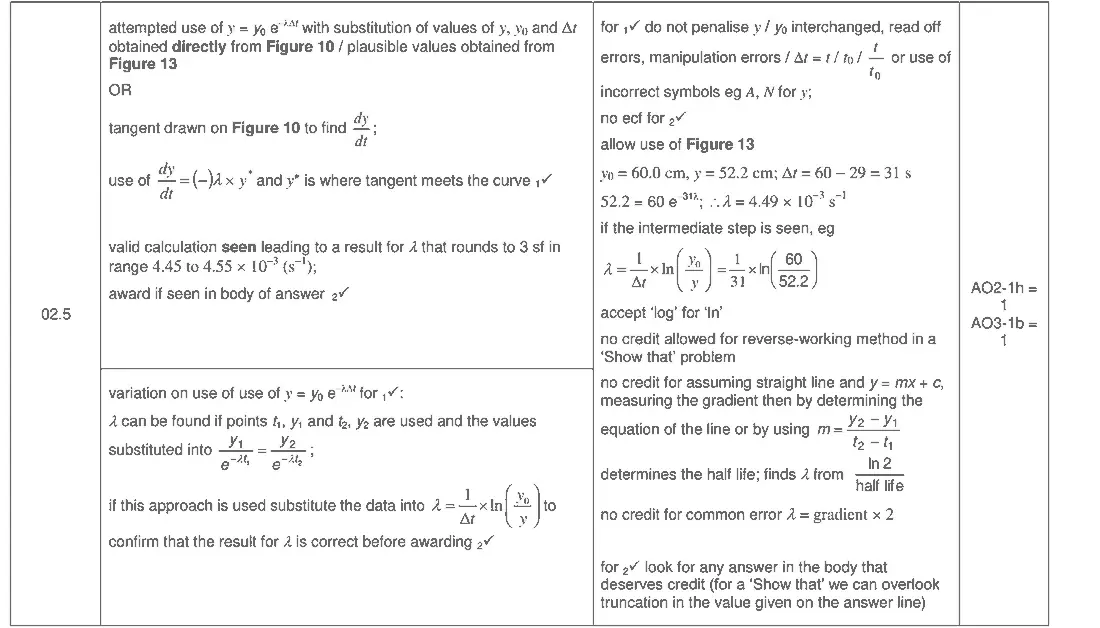 02.5
attempted use of y = y₀ e^−λΔt with substitution of values of y, y₀ and Δt
obtained directly from Figure 10 / plausible values obtained from
Figure 13
OR
tangent drawn on Figure 10 to find dy/dt ;
use of dy/dt = (−)λ × y* and y* is where tangent meets the curve ₁✓
valid calculation seen leading to a result for λ that rounds to 3 sf in
range 4.45 to 4.55 × 10⁻³ (s⁻¹);
award if seen in body of answer ₂✓
variation on use of use of y = y₀ e^−λΔt for ₁✓:
λ can be found if points t₁, y₁ and t₂, y₂ are used and the values
substituted into y₁/e^−λt₁ = y₂/e^−λt₂ ;
if this approach is used substitute the data into λ = 1/Δt × ln(y₀/y) to
confirm that the result for λ is correct before awarding ₂✓
for ₁✓ do not penalise y / y₀ interchanged, read off
errors, manipulation errors / Δt = t / t₀ / t/t₀ or use of
incorrect symbols eg A, N for y;
no ecf for ₂✓
allow use of Figure 13
y₀ = 60.0 cm, y = 52.2 cm; Δt = 60 − 29 = 31 s
52.2 = 60 e^−31λ; ∴ λ = 4.49 × 10⁻³ s⁻¹
if the intermediate step is seen, eg
λ = 1/Δt × ln(y₀/y) = 1/31 × ln(60/52.2)
accept 'log' for 'ln'
no credit allowed for reverse-working method in a
'Show that' problem
no credit for assuming straight line and y = mx + c,
measuring the gradient then by determining the
equation of the line or by using m = y₂ − y₁/t₂ − t₁
determines the half life; finds λ from ln 2/half life
no credit for common error λ = gradient × 2
for ₂✓ look for any answer in the body that
deserves credit (for a 'Show that' we can overlook
truncation in the value given on the answer line)
AO2-1h =
1
AO3-1b =
1